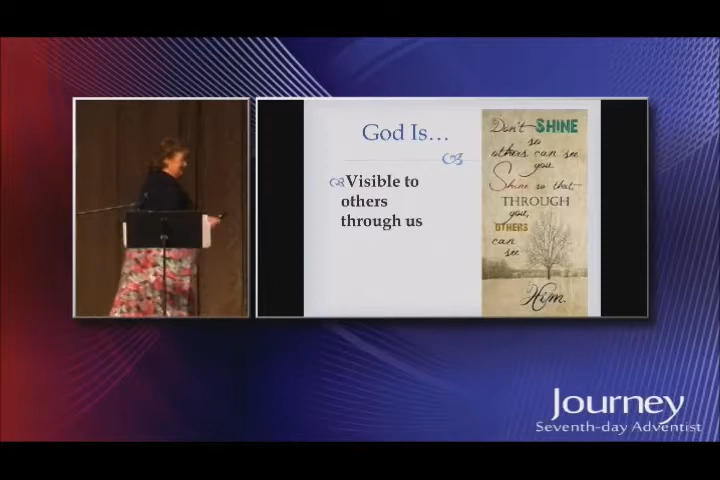 God Is…
Visible to
others
through us
Don't SHINE
so
others can see
you.
Shine so that
THROUGH
you,
OTHERS
can
see
Him.
Journey
Seventh-day Adventist